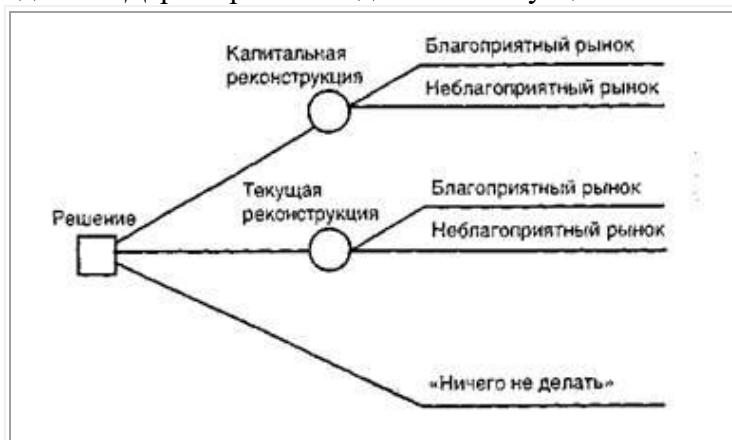 Капитальная
реконструкция
Благоприятный рынок
Неблагоприятный рынок
Решение
Текущая
реконструкция
Благоприятный рынок
Неблагоприятный рынок
«Ничего не делать»